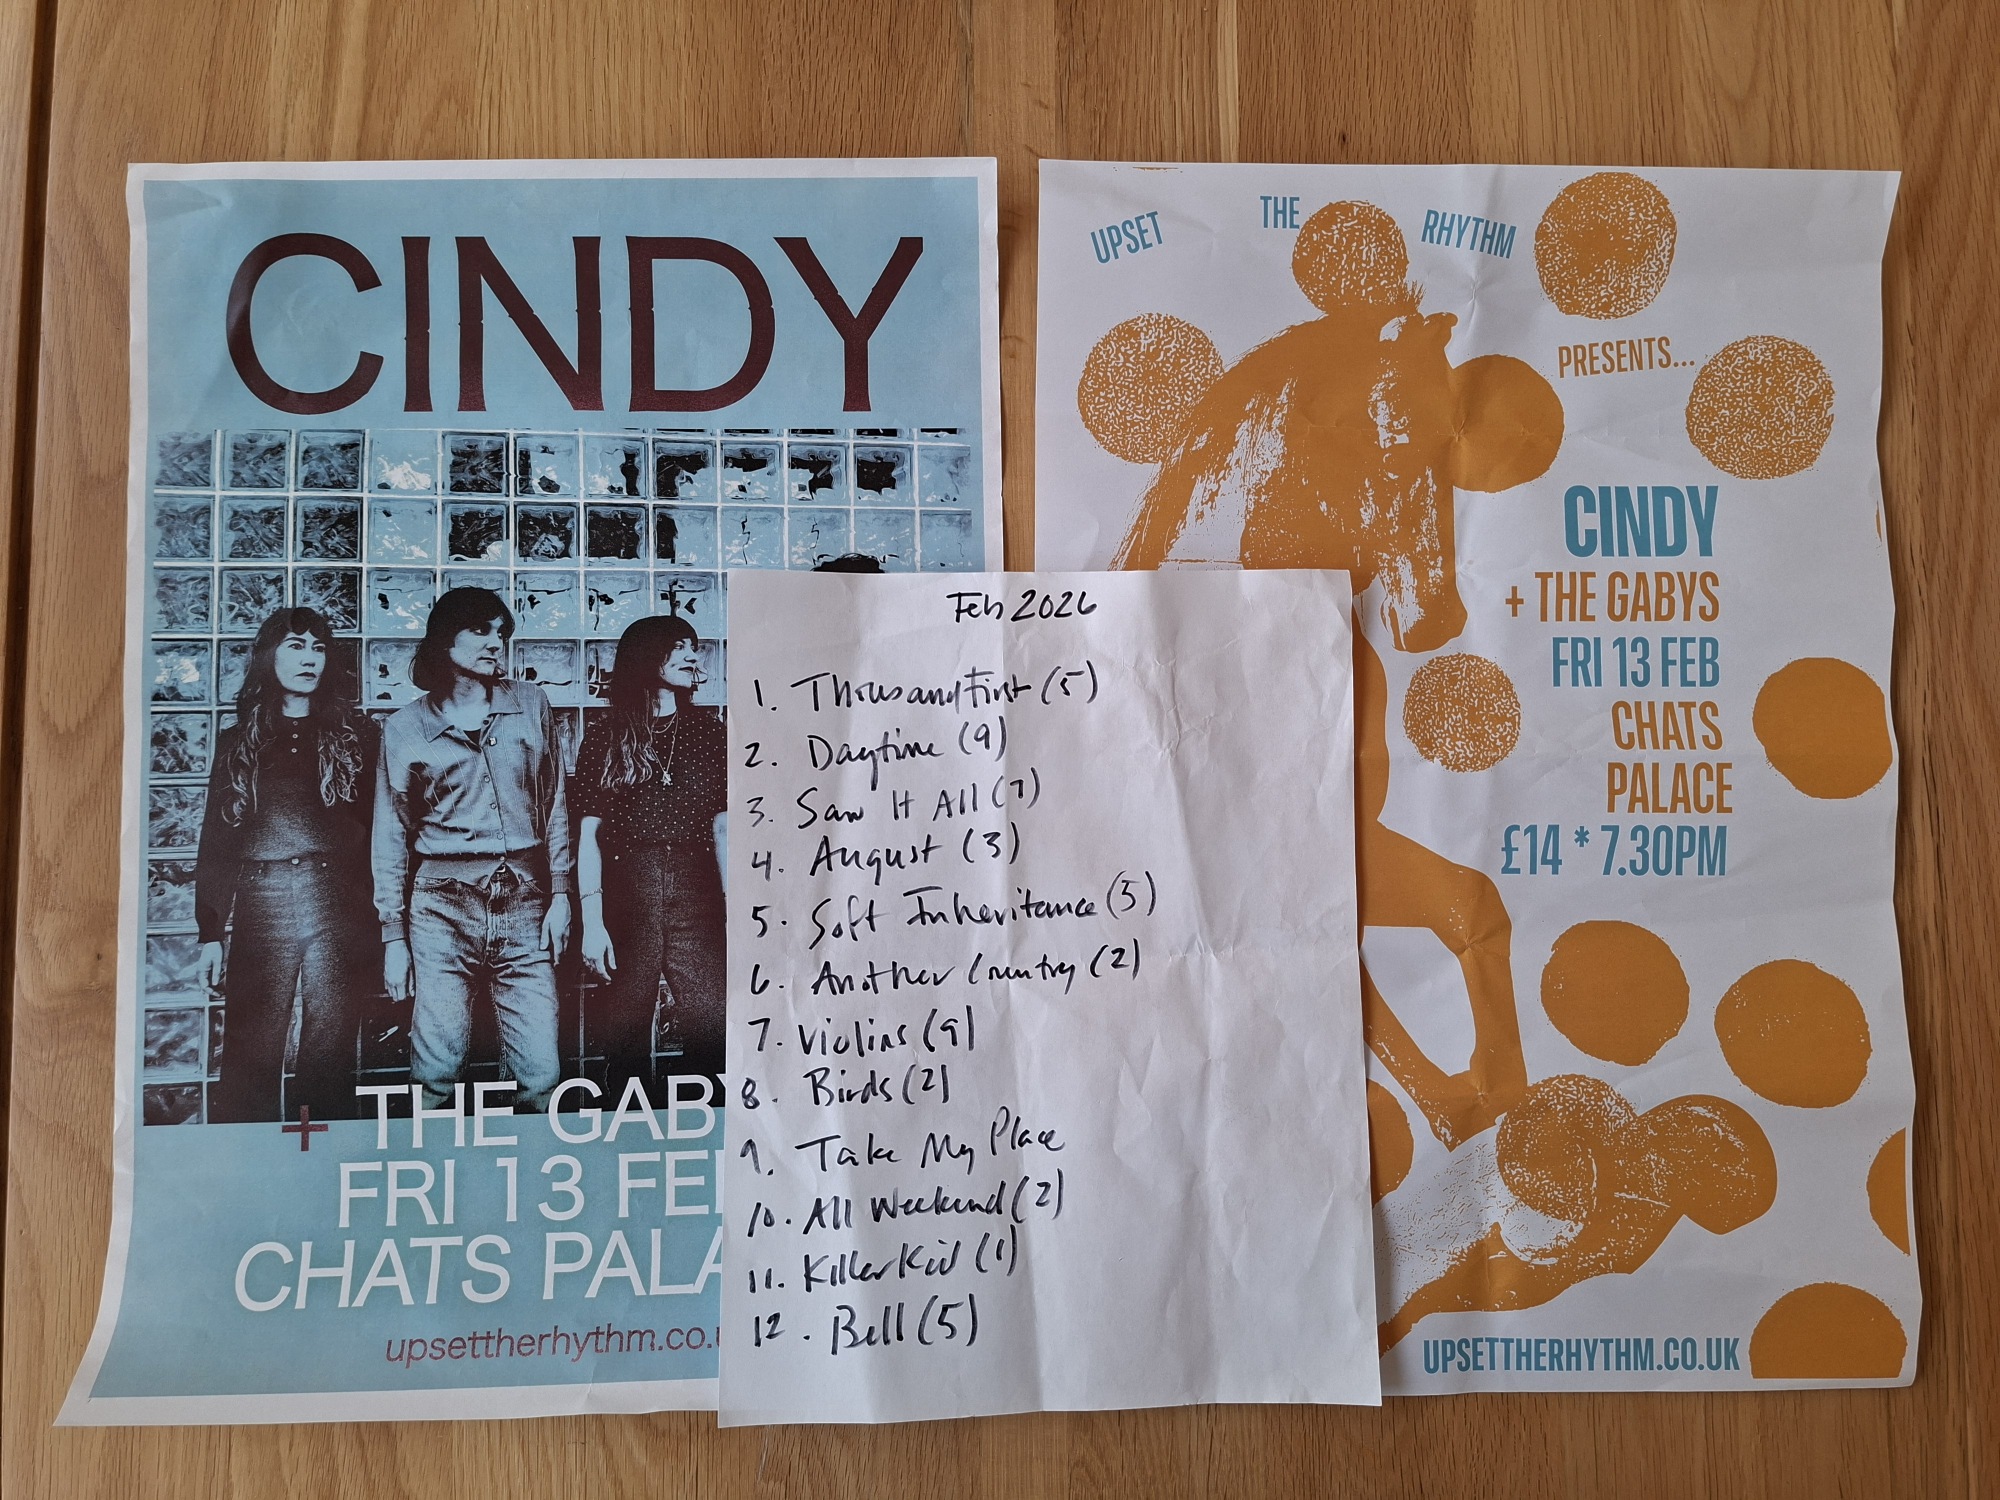 CINDY
+ THE GABY
FRI 13 FE
CHATS PALA
upsettherhythm.co.u
Feb 2026
1. Thousand First (5)
2. Daytime (9)
3. Saw It All (7)
4. August (3)
5. Soft Inheritance (5)
6. Another Country (2)
7. Violins (9)
8. Birds (2)
9. Take My Place
10. All Weekend (2)
11. Killer Kid (1)
12. Bell (5)
UPSET THE RHYTHM
PRESENTS...
CINDY
+ THE GABYS
FRI 13 FEB
CHATS
PALACE
£14 * 7.30PM
UPSETTHERHYTHM.CO.UK